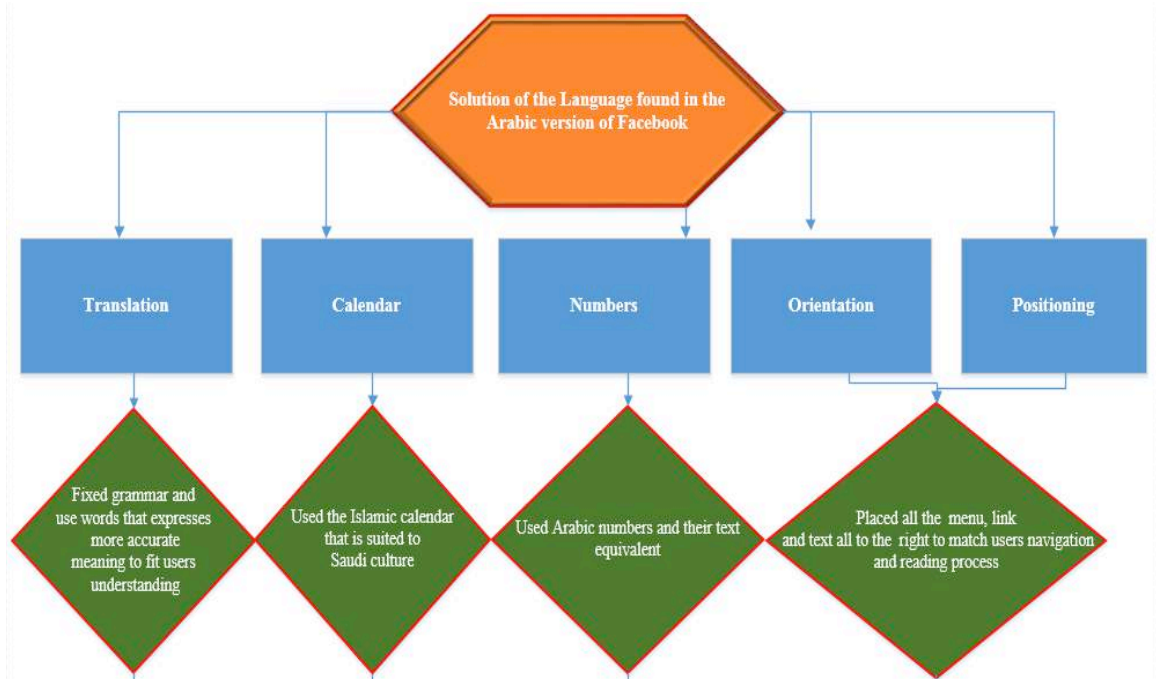 Solution of the Language found in the
Arabic version of Facebook
Translation
Calendar
Numbers
Orientation
Positioning
Fixed grammar and
use words that expresses
more accurate
meaning to fit users
understanding
Used the Islamic calendar
that is suited to
Saudi culture
Used Arabic numbers and their text
equivalent
Placed all the menu, link
and text all to the right to match users navigation
and reading process